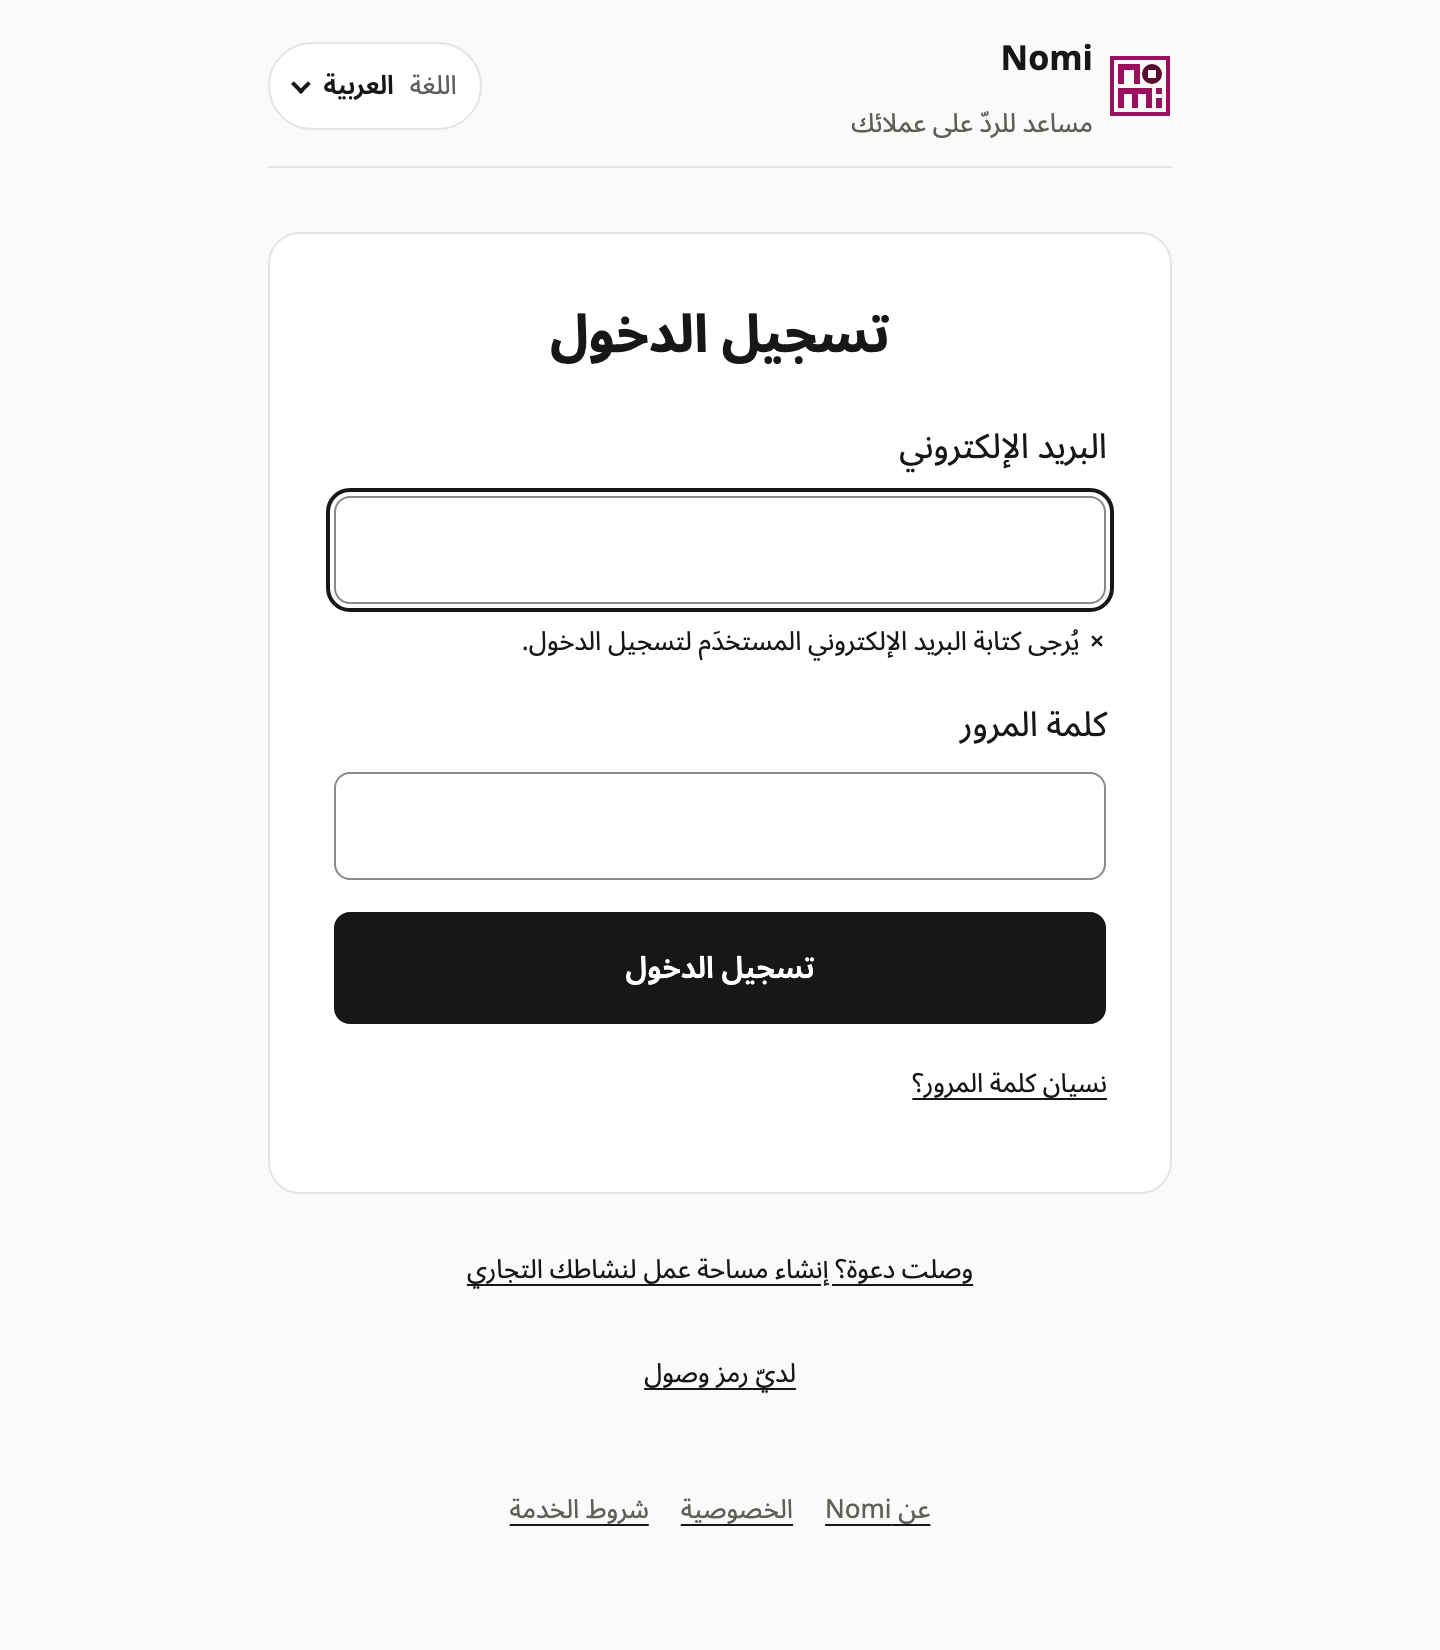 Nomi
مساعد للردّ على عملائك
اللغة العربية
تسجيل الدخول
البريد الإلكتروني
× يُرجى كتابة البريد الإلكتروني المستخدَم لتسجيل الدخول.
كلمة المرور
تسجيل الدخول
نسيان كلمة المرور؟
وصلت دعوة؟ إنشاء مساحة عمل لنشاطك التجاري
لديّ رمز وصول
عن Nomi الخصوصية شروط الخدمة